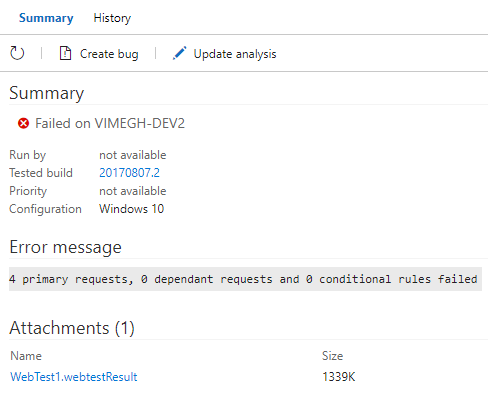 Summary History
Create bug Update analysis
Summary
Failed on VIMEGH-DEV2
Run by not available
Tested build 20170807.2
Priority not available
Configuration Windows 10
Error message
4 primary requests, 0 dependant requests and 0 conditional rules failed
Attachments (1)
Name Size
WebTest1.webtestResult 1339K